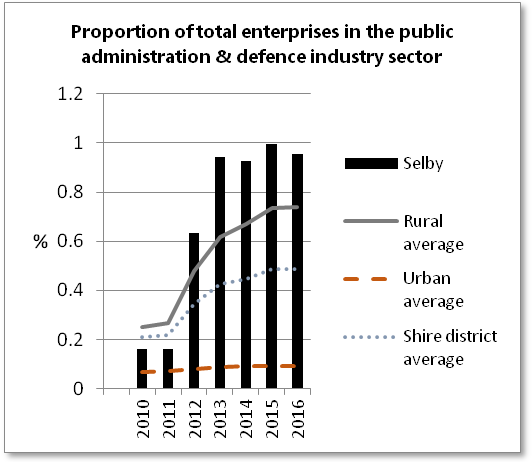 Proportion of total enterprises in the public
administration & defence industry sector
1.2
1
0.8
0.6
0.4
0.2
0
%
2010
2011
2012
2013
2014
2015
2016
Selby
Rural
average
Urban
average
Shire district
average